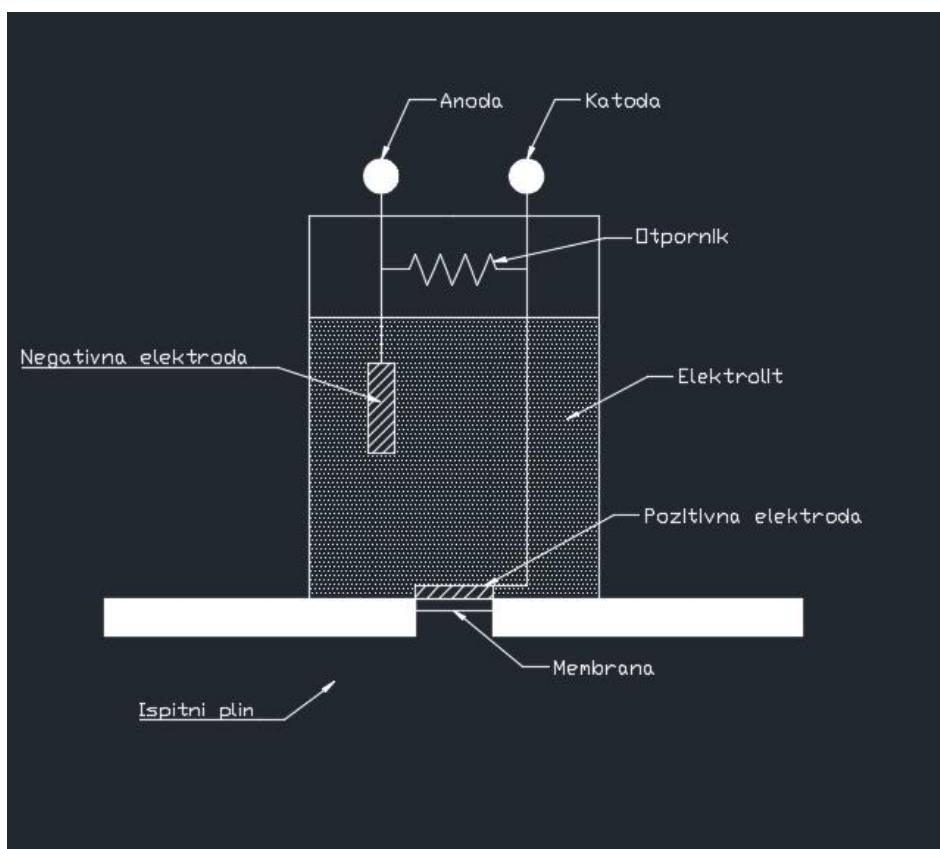 Anoda
Katoda
Otpornik
Negativna elektroda
Elektrolit
Pozitivna elektroda
Membrana
Ispitni plin